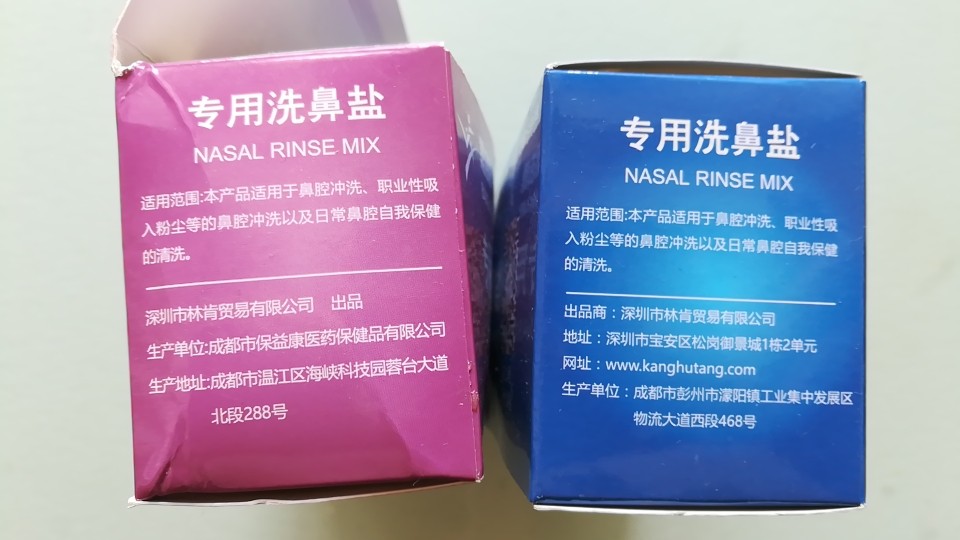 专用洗鼻盐
NASAL RINSE MIX
适用范围:本产品适用于鼻腔冲洗、职业性吸
入粉尘等的鼻腔冲洗以及日常鼻腔自我保健
的清洗。
深圳市林肯贸易有限公司 出品
生产单位:成都市保益康医药保健品有限公司
生产地址:成都市温江区海峡科技园蓉台大道
北段288号
专用洗鼻盐
NASAL RINSE MIX
适用范围:本产品适用于鼻腔冲洗、职业性吸
入粉尘等的鼻腔冲洗以及日常鼻腔自我保健
的清洗。
出品商：深圳市林肯贸易有限公司
地址：深圳市宝安区松岗御景城1栋2单元
网址：www.kanghutang.com
生产单位：成都市彭州市濛阳镇工业集中发展区
物流大道西段468号